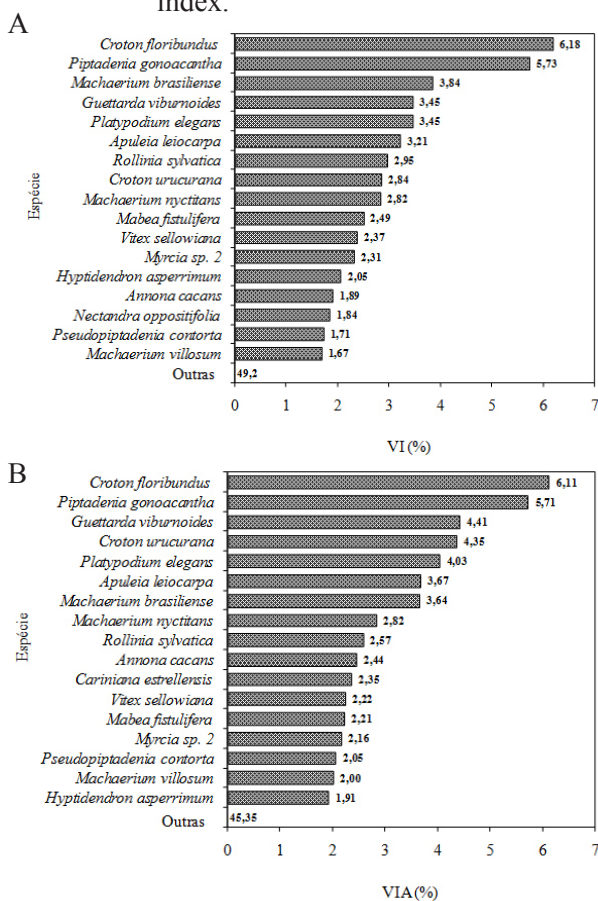 index.
A
Croton floribundus 6,18
Piptadenia gonoacantha 5,73
Machaerium brasiliense 3,84
Guettarda viburnoides 3,45
Platypodium elegans 3,45
Apuleia leiocarpa 3,21
Rollinia sylvatica 2,95
Croton urucurana 2,84
Machaerium nyctitans 2,82
Mabea fistulifera 2,49
Vitex sellowiana 2,37
Myrcia sp. 2 2,31
Hyptidendron asperrimum 2,05
Annona cacans 1,89
Nectandra oppositifolia 1,84
Pseudopiptadenia contorta 1,71
Machaerium villosum 1,67
Outras 49,2
Espécie
0 1 2 3 4 5 6 7
VI (%)
B
Croton floribundus 6,11
Piptadenia gonoacantha 5,71
Guettarda viburnoides 4,41
Croton urucurana 4,35
Platypodium elegans 4,03
Apuleia leiocarpa 3,67
Machaerium brasiliense 3,64
Machaerium nyctitans 2,82
Rollinia sylvatica 2,57
Annona cacans 2,44
Cariniana estrellensis 2,35
Vitex sellowiana 2,22
Mabea fistulifera 2,21
Myrcia sp. 2 2,16
Pseudopiptadenia contorta 2,05
Machaerium villosum 2,00
Hyptidendron asperrimum 1,91
Outras 45,35
Espécie
0 1 2 3 4 5 6 7
VIA (%)